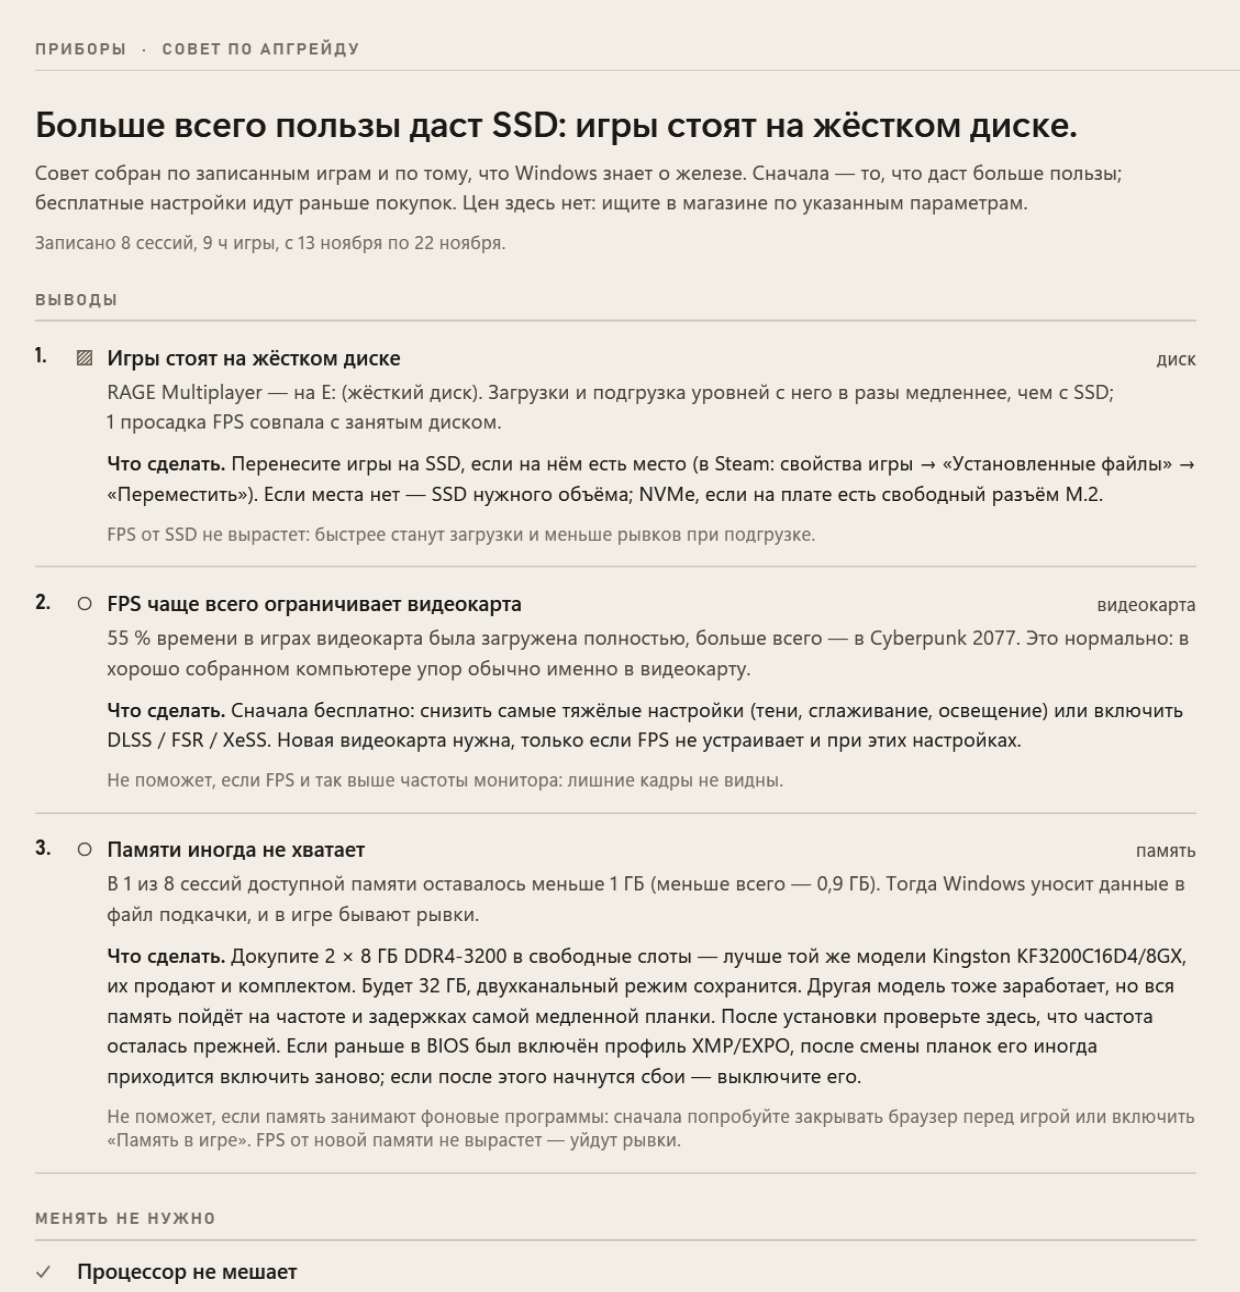 ПРИБОРЫ · СОВЕТ ПО АПГРЕЙДУ
Больше всего пользы даст SSD: игры стоят на жёстком диске.
Совет собран по записанным играм и по тому, что Windows знает о железе. Сначала — то, что даст больше пользы;
бесплатные настройки идут раньше покупок. Цен здесь нет: ищите в магазине по указанным параметрам.
Записано 8 сессий, 9 ч игры, с 13 ноября по 22 ноября.
ВЫВОДЫ
1. Игры стоят на жёстком диске диск
RAGE Multiplayer — на E: (жёсткий диск). Загрузки и подгрузка уровней с него в разы медленнее, чем с SSD;
1 просадка FPS совпала с занятым диском.
Что сделать. Перенесите игры на SSD, если на нём есть место (в Steam: свойства игры → «Установленные файлы» →
«Переместить»). Если места нет — SSD нужного объёма; NVMe, если на плате есть свободный разъём M.2.
FPS от SSD не вырастет: быстрее станут загрузки и меньше рывков при подгрузке.
2. FPS чаще всего ограничивает видеокарта видеокарта
55 % времени в играх видеокарта была загружена полностью, больше всего — в Cyberpunk 2077. Это нормально: в
хорошо собранном компьютере упор обычно именно в видеокарту.
Что сделать. Сначала бесплатно: снизить самые тяжёлые настройки (тени, сглаживание, освещение) или включить
DLSS / FSR / XeSS. Новая видеокарта нужна, только если FPS не устраивает и при этих настройках.
Не поможет, если FPS и так выше частоты монитора: лишние кадры не видны.
3. Памяти иногда не хватает память
В 1 из 8 сессий доступной памяти оставалось меньше 1 ГБ (меньше всего — 0,9 ГБ). Тогда Windows уносит данные в
файл подкачки, и в игре бывают рывки.
Что сделать. Докупите 2 × 8 ГБ DDR4-3200 в свободные слоты — лучше той же модели Kingston KF3200C16D4/8GX,
их продают и комплектом. Будет 32 ГБ, двухканальный режим сохранится. Другая модель тоже заработает, но вся
память пойдёт на частоте и задержках самой медленной планки. После установки проверьте здесь, что частота
осталась прежней. Если раньше в BIOS был включён профиль XMP/EXPO, после смены планок его иногда
приходится включить заново; если после этого начнутся сбои — выключите его.
Не поможет, если память занимают фоновые программы: сначала попробуйте закрывать браузер перед игрой или включить
«Память в игре». FPS от новой памяти не вырастет — уйдут рывки.
МЕНЯТЬ НЕ НУЖНО
Процессор не мешает